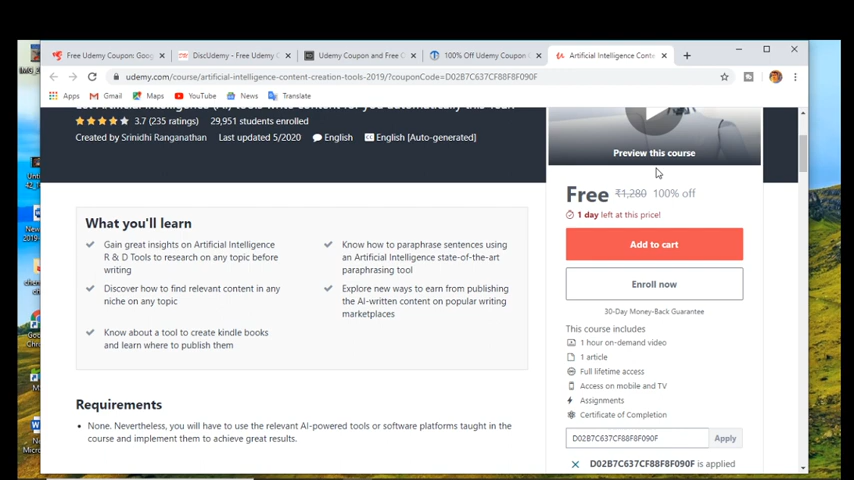 Free Udemy Coupon: Goo
DiscUdemy - Free Udemy C
Udemy Coupon and Free C
100% Off Udemy Coupon
Artificial Intelligence Cont
udemy.com/course/artificial-intelligence-content-creation-tools-2019/?couponCode=D02B7C637CF88F8F090F
Apps Gmail Maps YouTube News Translate
3.7 (235 ratings) 29,951 students enrolled
Created by Srinidhi Ranganathan Last updated 5/2020 English English [Auto-generated]
Preview this course
Free ₹1,280 100% off
1 day left at this price!
Add to cart
Enroll now
30-Day Money-Back Guarantee
This course includes
1 hour on-demand video
1 article
Full lifetime access
Access on mobile and TV
Assignments
Certificate of Completion
D02B7C637CF88F8F090F Apply
D02B7C637CF88F8F090F is applied
What you'll learn
Gain great insights on Artificial Intelligence
R & D Tools to research on any topic before
writing
Discover how to find relevant content in any
niche on any topic
Know about a tool to create kindle books
and learn where to publish them
Know how to paraphrase sentences using
an Artificial Intelligence state-of-the-art
paraphrasing tool
Explore new ways to earn from publishing
the AI-written content on popular writing
marketplaces
Requirements
None. Nevertheless, you will have to use the relevant AI-powered tools or software platforms taught in the
course and implement them to achieve great results.